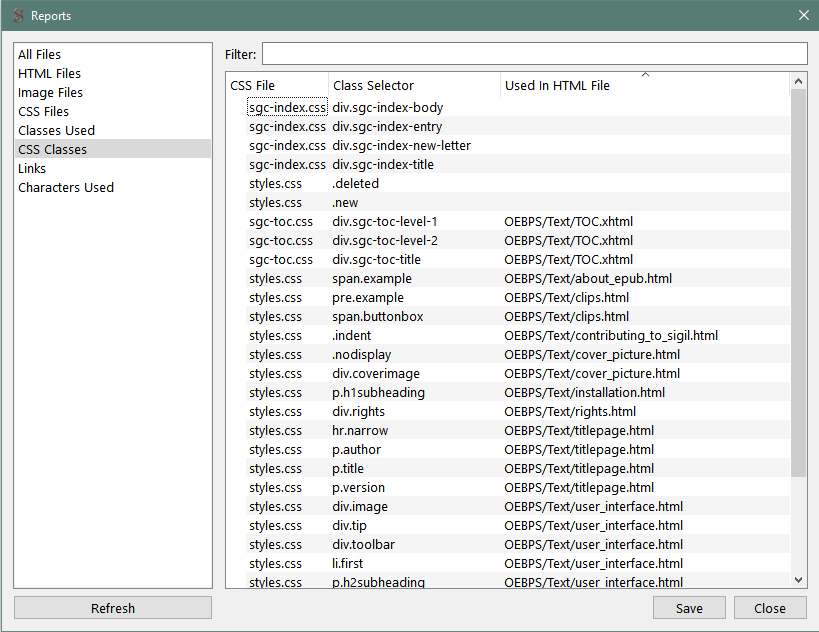 Reports
All Files
HTML Files
Image Files
CSS Files
Classes Used
CSS Classes
Links
Characters Used
Refresh
Filter:
CSS File Class Selector Used In HTML File
sgc-index.css div.sgc-index-body
sgc-index.css div.sgc-index-entry
sgc-index.css div.sgc-index-new-letter
sgc-index.css div.sgc-index-title
styles.css .deleted
styles.css .new
sgc-toc.css div.sgc-toc-level-1 OEBPS/Text/TOC.xhtml
sgc-toc.css div.sgc-toc-level-2 OEBPS/Text/TOC.xhtml
sgc-toc.css div.sgc-toc-title OEBPS/Text/TOC.xhtml
styles.css span.example OEBPS/Text/about_epub.html
styles.css pre.example OEBPS/Text/clips.html
styles.css span.buttonbox OEBPS/Text/clips.html
styles.css .indent OEBPS/Text/contributing_to_sigil.html
styles.css .nodisplay OEBPS/Text/cover_picture.html
styles.css div.coverimage OEBPS/Text/cover_picture.html
styles.css p.h1subheading OEBPS/Text/installation.html
styles.css div.rights OEBPS/Text/rights.html
styles.css hr.narrow OEBPS/Text/titlepage.html
styles.css p.author OEBPS/Text/titlepage.html
styles.css p.title OEBPS/Text/titlepage.html
styles.css p.version OEBPS/Text/titlepage.html
styles.css div.image OEBPS/Text/user_interface.html
styles.css div.tip OEBPS/Text/user_interface.html
styles.css div.toolbar OEBPS/Text/user_interface.html
styles.css li.first OEBPS/Text/user_interface.html
styles.css p.h2subheading OEBPS/Text/user_interface.html
Save Close